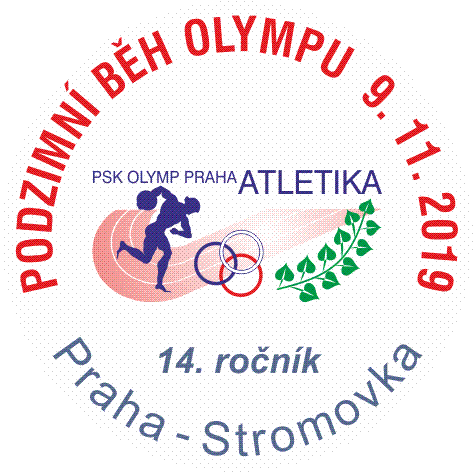 PODZIMNÍ BĚH OLYMPU 9. 11. 2019
PSK OLYMP PRAHA ATLETIKA
14. ročník
Praha - Stromovka